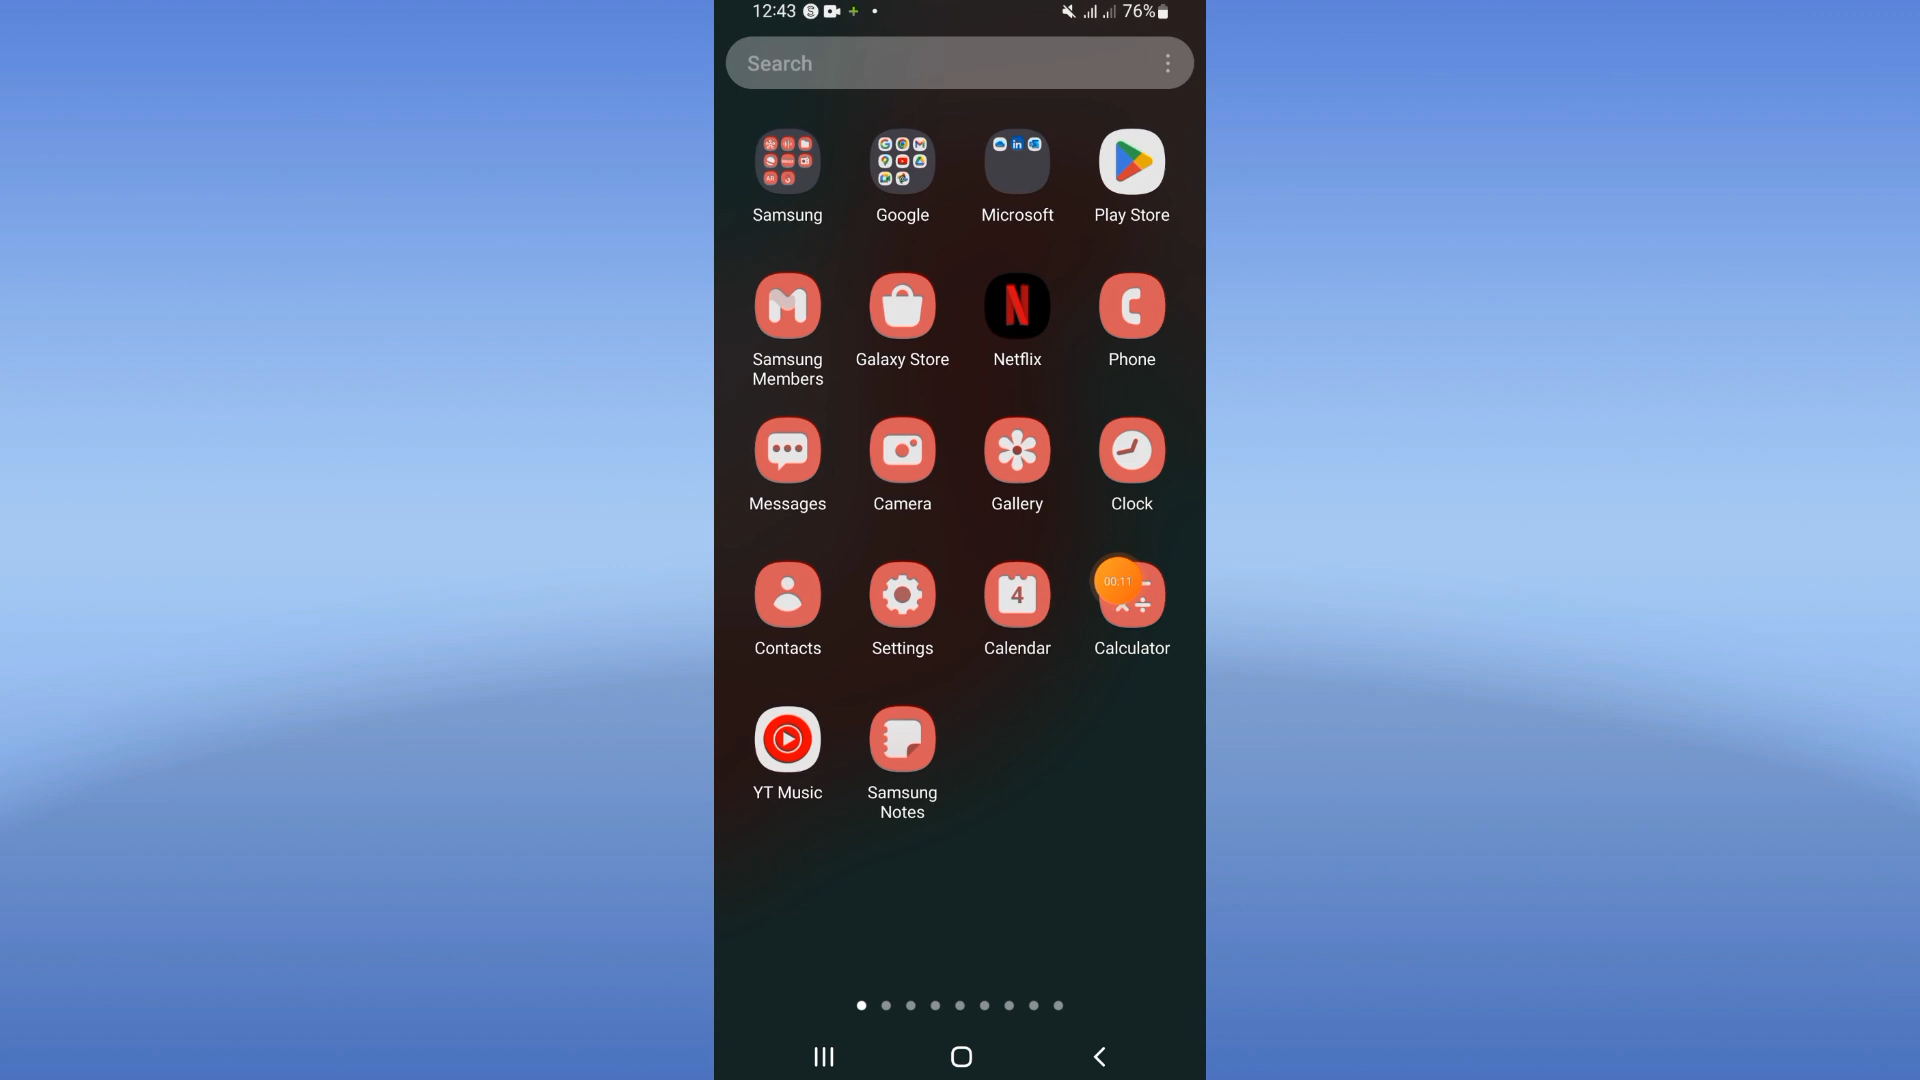 12:43 76%
Search
Samsung Google Microsoft Play Store
Samsung Members Galaxy Store Netflix Phone
Messages Camera Gallery Clock
4 00:11
Contacts Settings Calendar Calculator
YT Music Samsung Notes